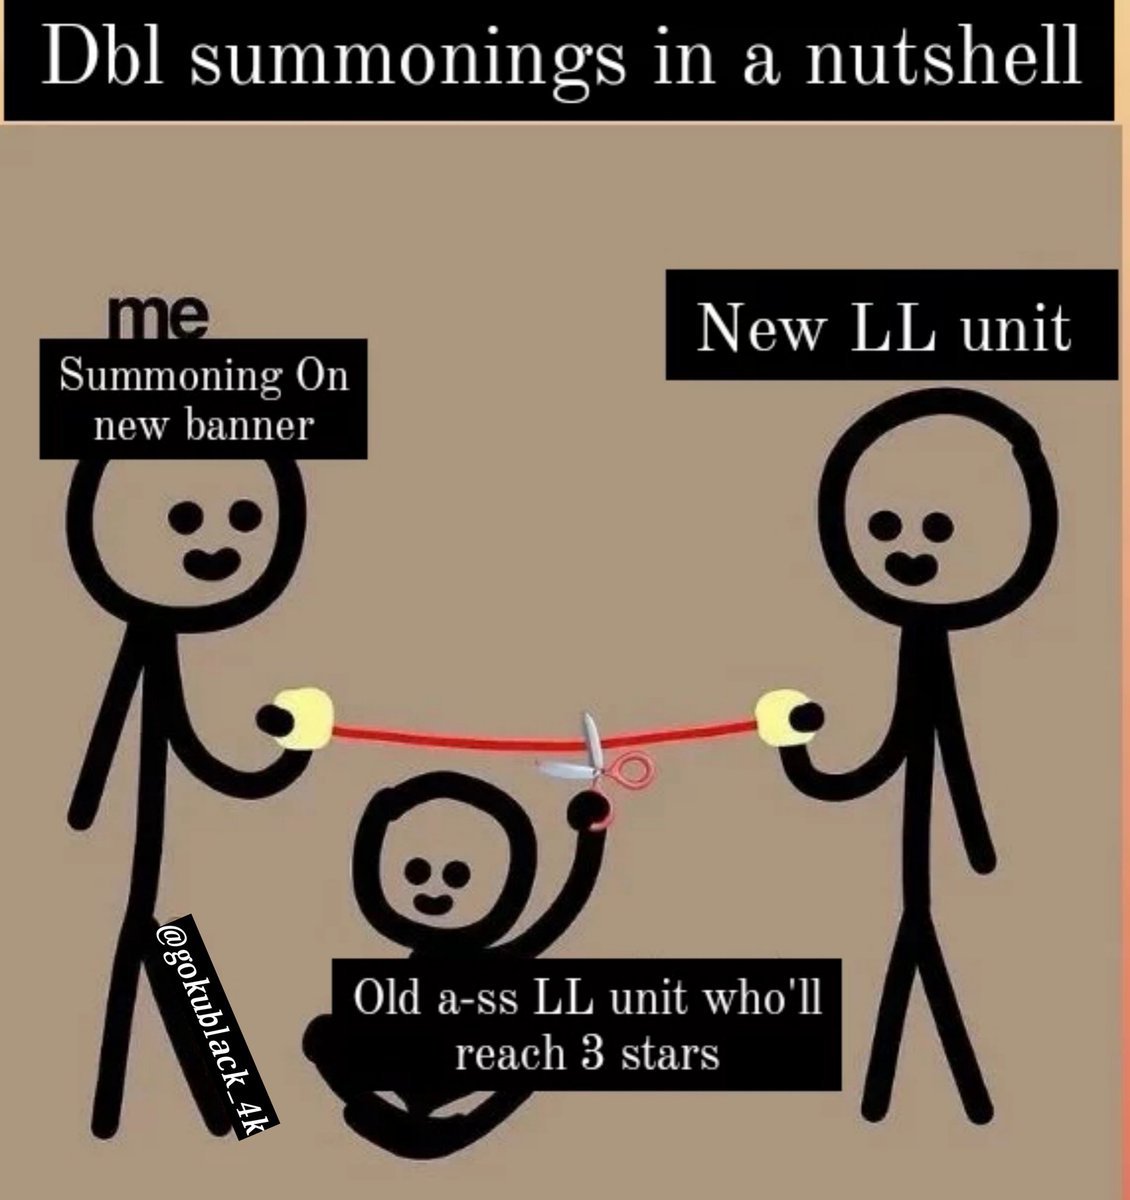 Dbl summonings in a nutshell
me
Summoning On
new banner
New LL unit
Old a-ss LL unit who'll
reach 3 stars
@gokublack_4k